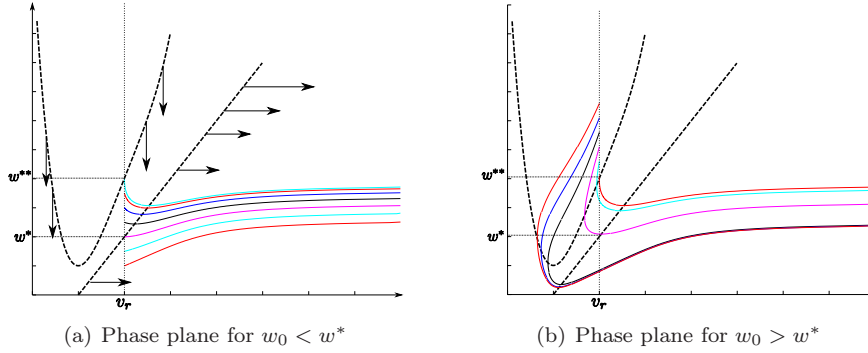 w**
w*
v_r
(a) Phase plane for w_0 < w*
w**
w*
v_r
(b) Phase plane for w_0 > w*